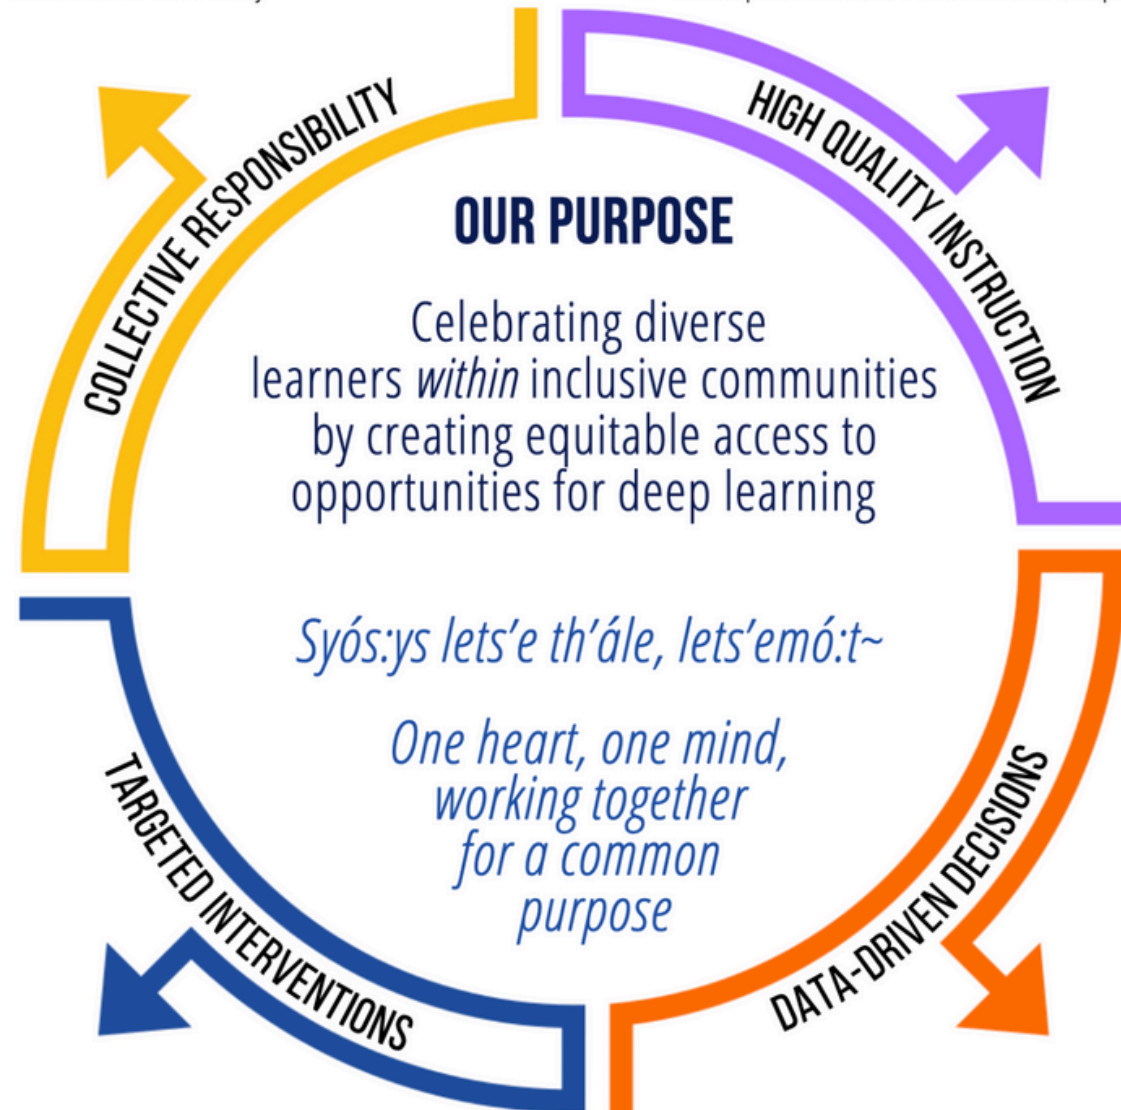 COLLECTIVE RESPONSIBILITY
HIGH QUALITY INSTRUCTION
OUR PURPOSE
Celebrating diverse
learners within inclusive communities
by creating equitable access to
opportunities for deep learning
Syós:ys lets’e th’ále, lets’emó:t~
One heart, one mind,
working together
for a common
purpose
TARGETED INTERVENTIONS
DATA-DRIVEN DECISIONS